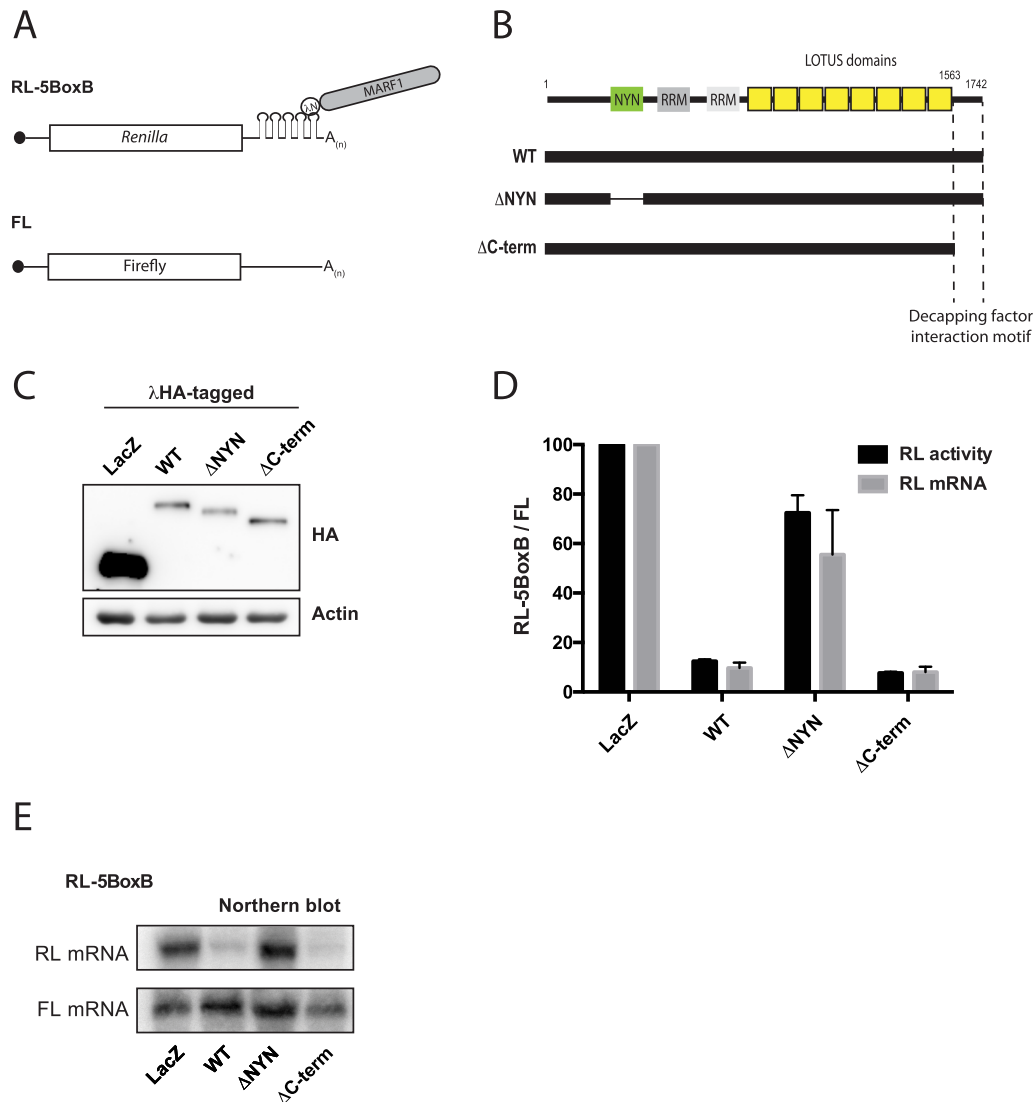 A
RL-5BoxB
λN
MARF1
Renilla
A(n)
FL
Firefly
A(n)
B
LOTUS domains
1
1563
1742
NYN
RRM
RRM
WT
ΔNYN
ΔC-term
Decapping factor
interaction motif
C
λHA-tagged
LacZ
WT
ΔNYN
ΔC-term
HA
Actin
D
RL-5BoxB / FL
100
80
60
40
20
0
RL activity
RL mRNA
LacZ
WT
ΔNYN
ΔC-term
E
RL-5BoxB
Northern blot
RL mRNA
FL mRNA
LacZ
WT
ΔNYN
ΔC-term